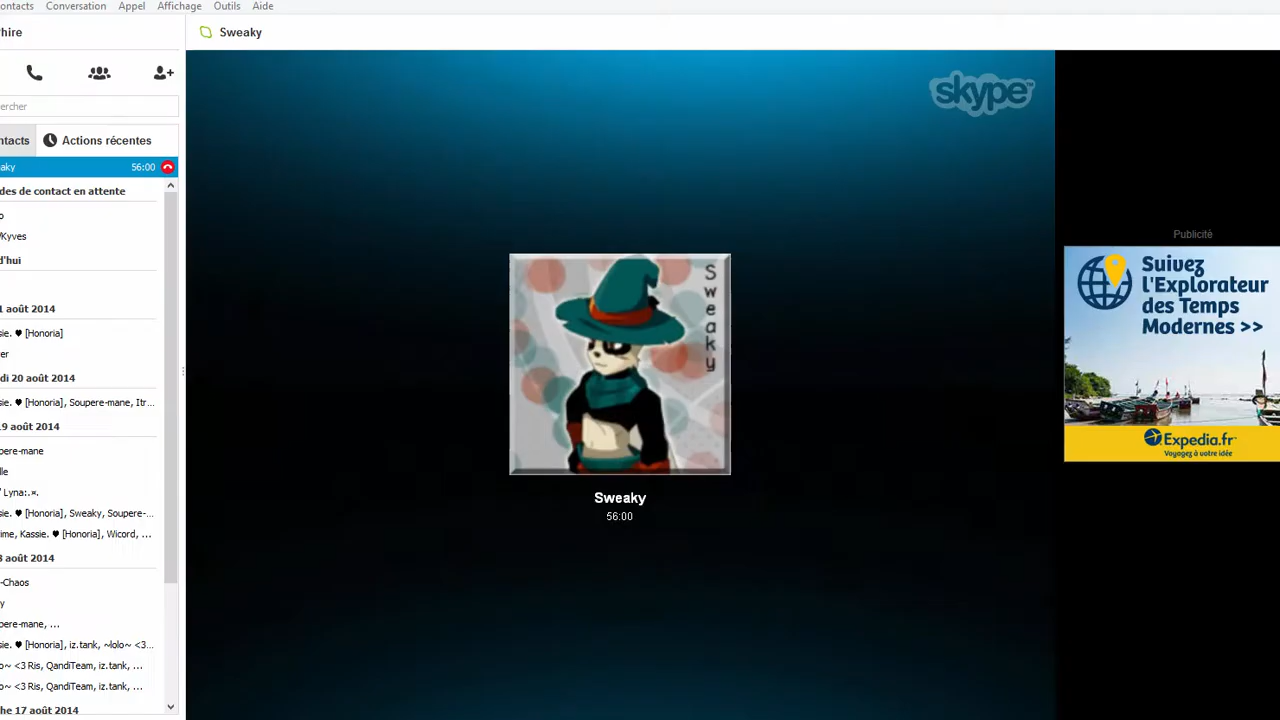 ontacts Conversation Appel Affichage Outils Aide
hire
Sweaky
skype™
ercher
ntacts Actions récentes
aky 56:00
des de contact en attente
o
/Kyves
d'hui
1 août 2014
sie. ♥ [Honoria]
er
di 20 août 2014
sie. ♥ [Honoria], Soupere-mane, Itr...
19 août 2014
pere-mane
lle
' Lyna:.¤.
sie. ♥ [Honoria], Sweaky, Soupere-...
ime, Kassie. ♥ [Honoria], Wicord, ...
8 août 2014
-Chaos
y
pere-mane, ...
sie. ♥ [Honoria], iz.tank, ~lolo~ <3...
o~ <3 Ris, QandiTeam, iz.tank, ...
o~ <3 Ris, QandiTeam, iz.tank, ...
he 17 août 2014
Sweaky
Sweaky
56:00
Publicité
Suivez
l'Explorateur
des Temps
Modernes >>
Expedia.fr
Voyagez à votre idée